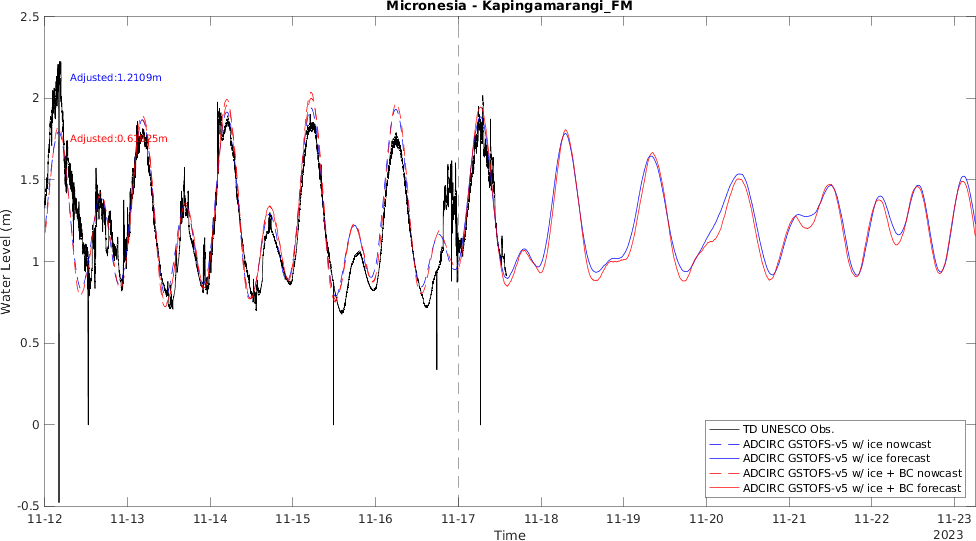 Micronesia - Kapingamarangi_FM
2.5
2
1.5
1
0.5
0
-0.5
Water Level (m)
Adjusted:1.2109m
TD UNESCO Obs.
ADCIRC GSTOFS-v5 w/ ice nowcast
ADCIRC GSTOFS-v5 w/ ice forecast
ADCIRC GSTOFS-v5 w/ ice + BC nowcast
ADCIRC GSTOFS-v5 w/ ice + BC forecast
11-12 11-13 11-14 11-15 11-16 11-17 11-18 11-19 11-20 11-21 11-22 11-23
Time
2023